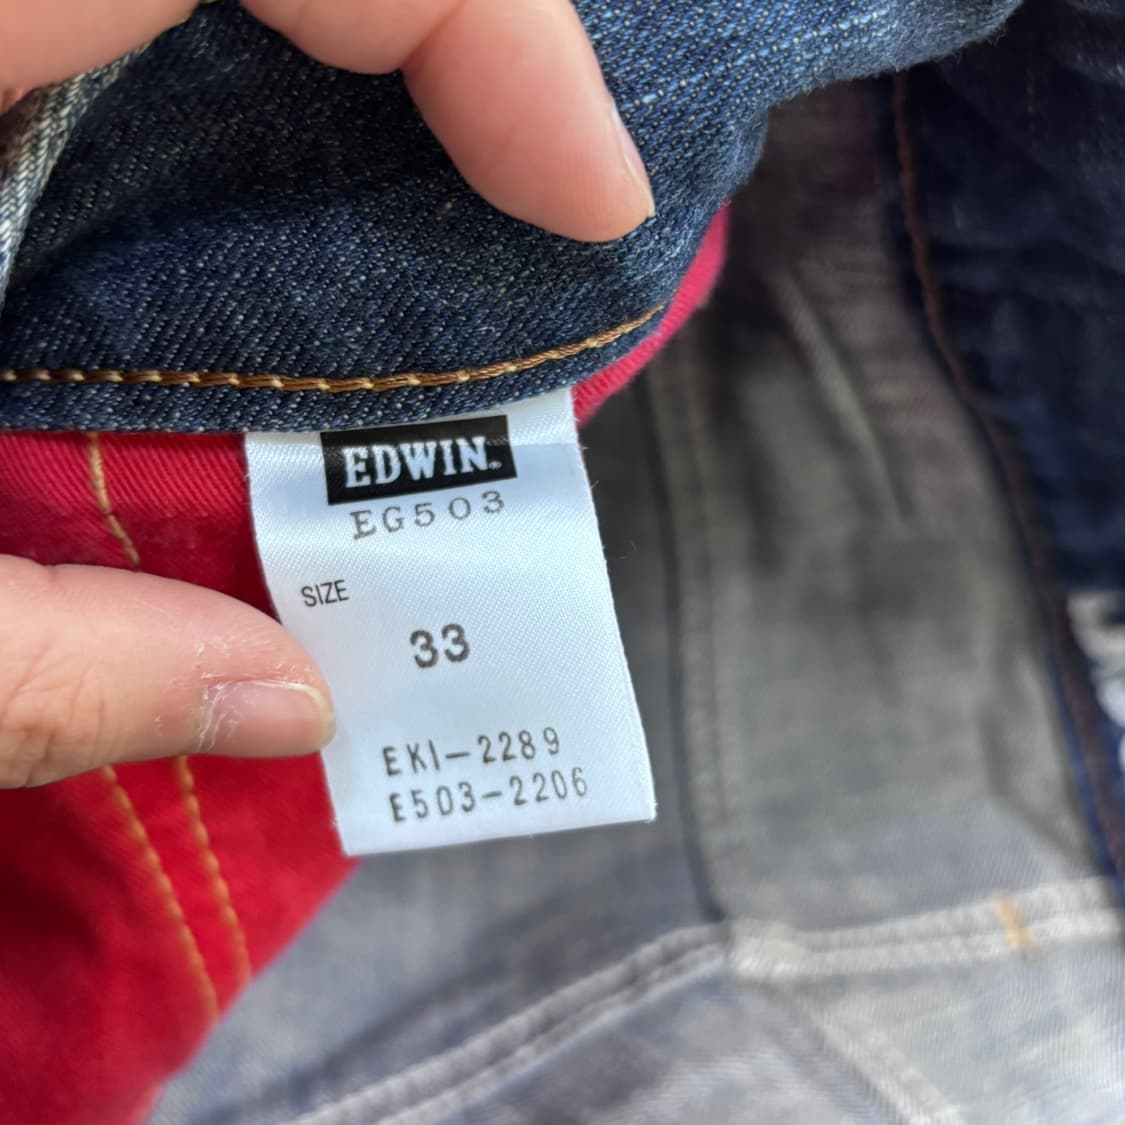 EDWIN
EG503
SIZE
33
EKI-2289
E503-2206